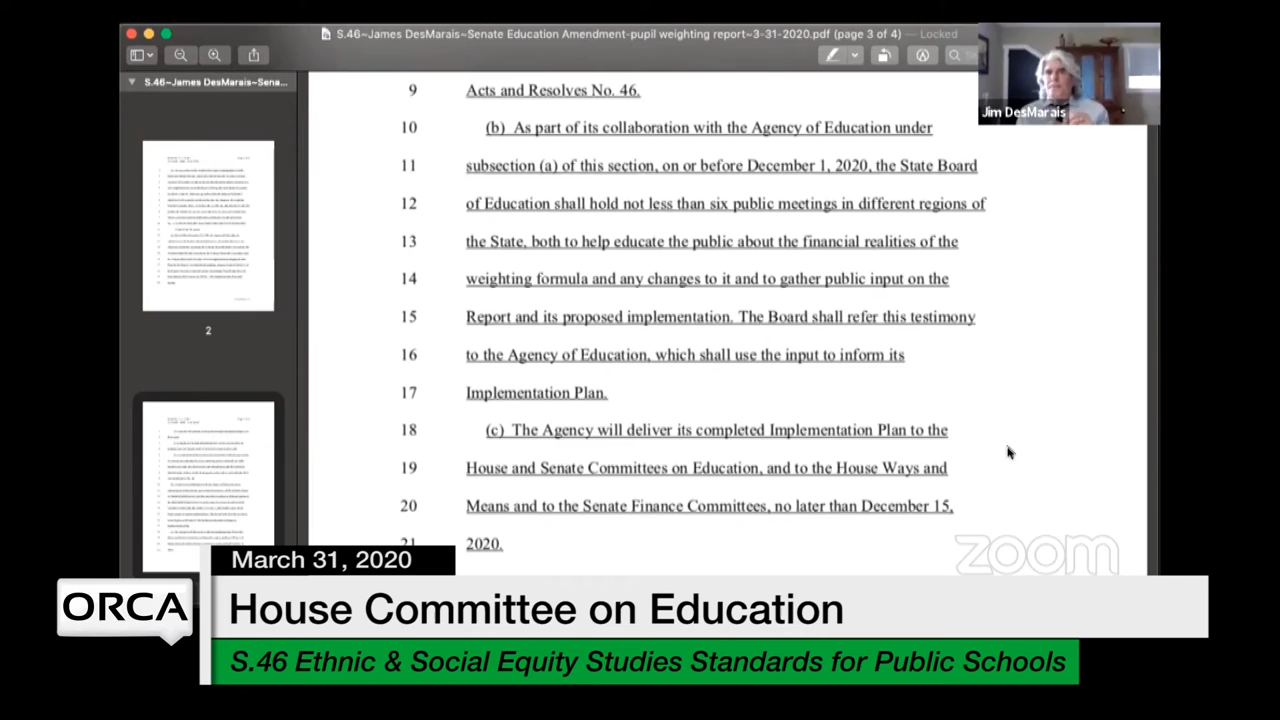 S.46~James DesMarais~Senate Education Amendment-pupil weighting report~3-31-2020.pdf (page 3 of 4) — Locked
S.46~James DesMarais~Sena...
2
Jim DesMarais
9 Acts and Resolves No. 46.
10 (b) As part of its collaboration with the Agency of Education under
11 subsection (a) of this section, on or before December 1, 2020 the State Board
12 of Education shall hold not less than six public meetings in different regions of
13 the State, both to help educate the public about the financial results of the
14 weighing formula and any changes to it and to gather public input on the
15 Report and its proposed implementation. The Board shall refer this testimony
16 to the Agency of Education, which shall use the input to inform its
17 Implementation Plan.
18 (c) The Agency will deliver its completed Implementation Plan to the
19 House and Senate Committees on Education, and to the House Ways and
20 Means and to the Senate Finance Committees, no later than December 15,
21 2020.
zoom
March 31, 2020
ORCA
House Committee on Education
S.46 Ethnic & Social Equity Studies Standards for Public Schools